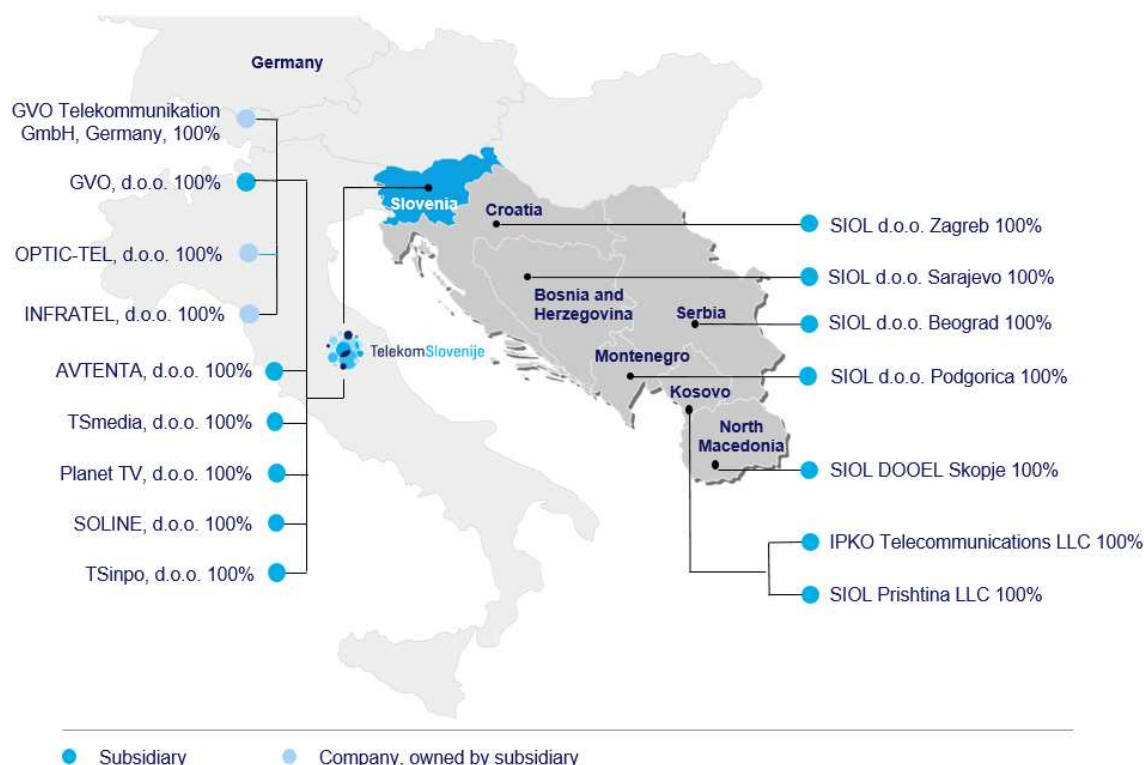 Germany
GVO Telekommunikation
GmbH, Germany, 100%
GVO, d.o.o. 100%
OPTIC-TEL, d.o.o. 100%
INFRATEL, d.o.o. 100%
AVTENTA, d.o.o. 100%
TSmedia, d.o.o. 100%
Planet TV, d.o.o. 100%
SOLINE, d.o.o. 100%
TSinpo, d.o.o. 100%
TelekomSlovenije
Slovenia
Croatia
Bosnia and
Herzegovina
Serbia
Montenegro
Kosovo
North
Macedonia
SIOL d.o.o. Zagreb 100%
SIOL d.o.o. Sarajevo 100%
SIOL d.o.o. Beograd 100%
SIOL d.o.o. Podgorica 100%
SIOL DOOEL Skopje 100%
IPKO Telecommunications LLC 100%
SIOL Prishtina LLC 100%
Subsidiary
Company, owned by subsidiary